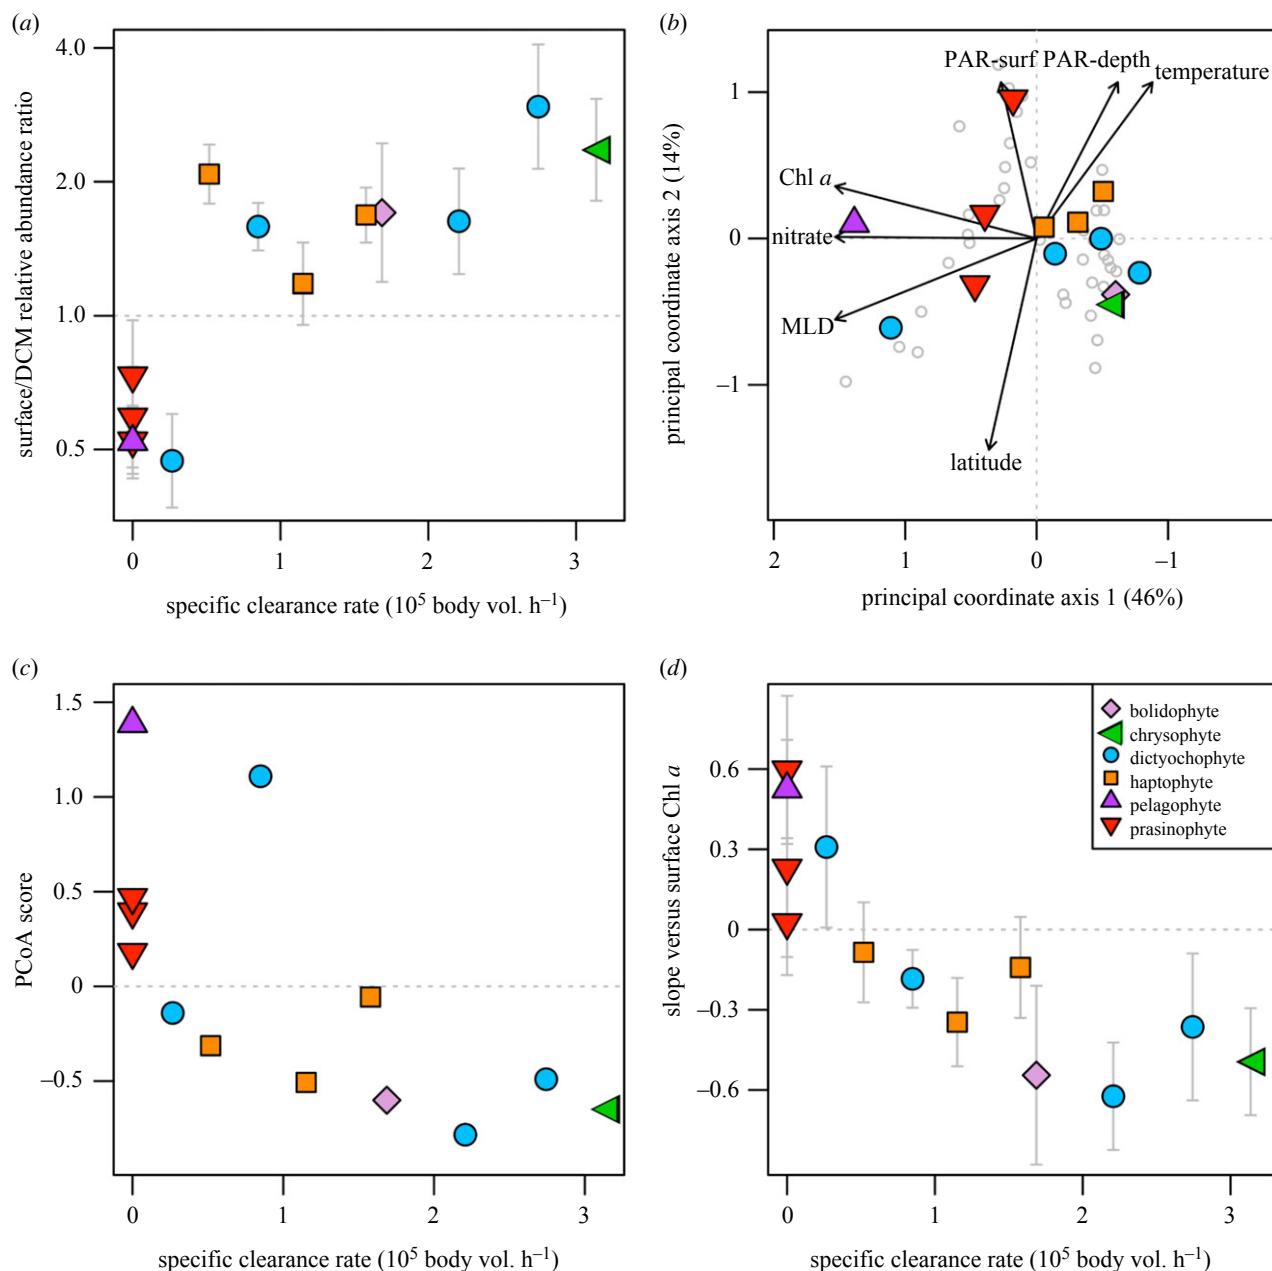 (a)
4.0
2.0
1.0
0.5
surface/DCM relative abundance ratio
0 1 2 3
specific clearance rate (10⁵ body vol. h⁻¹)
(b)
PAR-surf PAR-depth
temperature
Chl a
nitrate
MLD
latitude
1
0
−1
principal coordinate axis 2 (14%)
2 1 0 −1
principal coordinate axis 1 (46%)
(c)
1.5
1.0
0.5
0
−0.5
PCoA score
0 1 2 3
specific clearance rate (10⁵ body vol. h⁻¹)
(d)
bolidophyte
chrysophyte
dictyochophyte
haptophyte
pelagophyte
prasinophyte
0.6
0.3
0
−0.3
−0.6
slope versus surface Chl a
0 1 2 3
specific clearance rate (10⁵ body vol. h⁻¹)